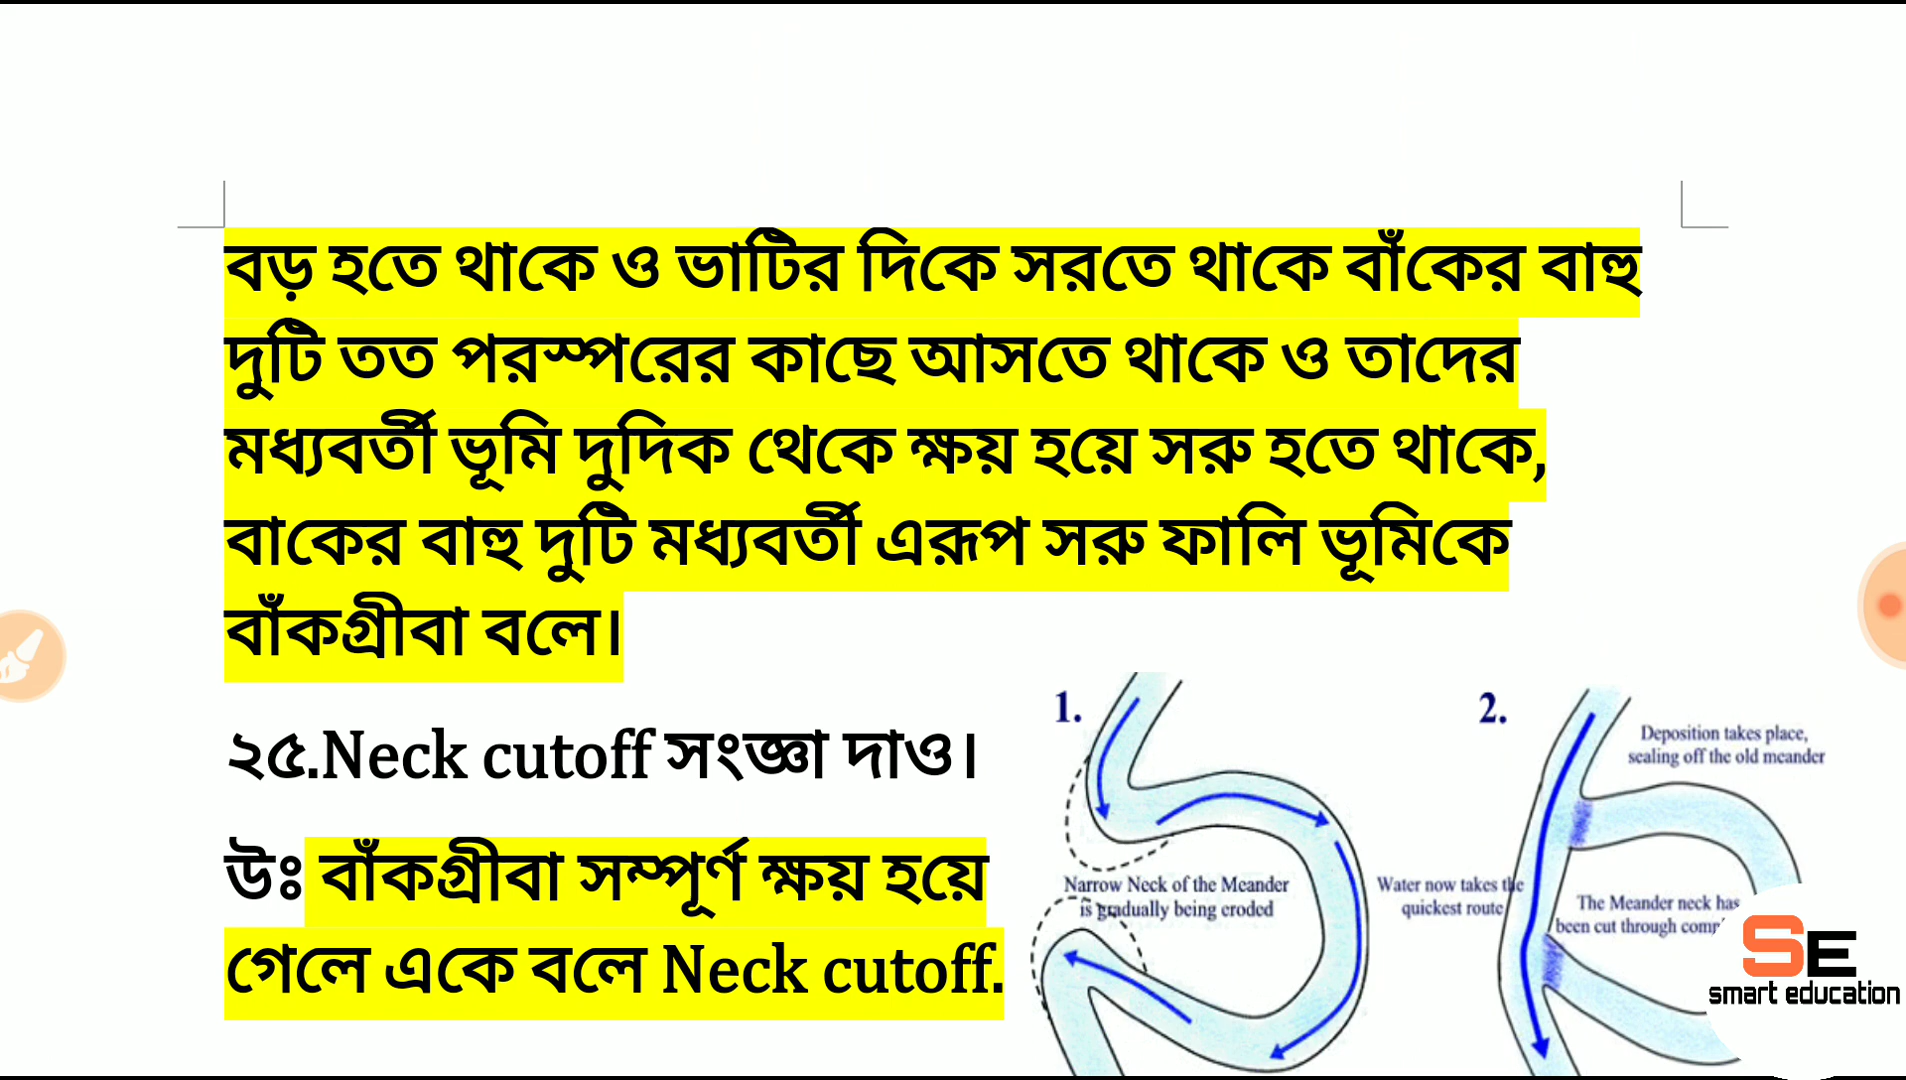 বড় হতে থাকে ও ভাটির দিকে সরতে থাকে বাঁকের বাহু
দুটি তত পরস্পরের কাছে আসতে থাকে ও তাদের
মধ্যবর্তী ভূমি দুদিক থেকে ক্ষয় হয়ে সরু হতে থাকে,
বাকের বাহু দুটি মধ্যবর্তী এরূপ সরু ফালি ভূমিকে
বাঁকগ্রীবা বলে।
২৫.Neck cutoff সংজ্ঞা দাও।
উঃ বাঁকগ্রীবা সম্পূর্ণ ক্ষয় হয়ে
গেলে একে বলে Neck cutoff.
1.
Narrow Neck of the Meander
is gradually being eroded
2.
Deposition takes place,
sealing off the old meander
Water now takes the
quickest route
The Meander neck has
been cut through
SE
smart education